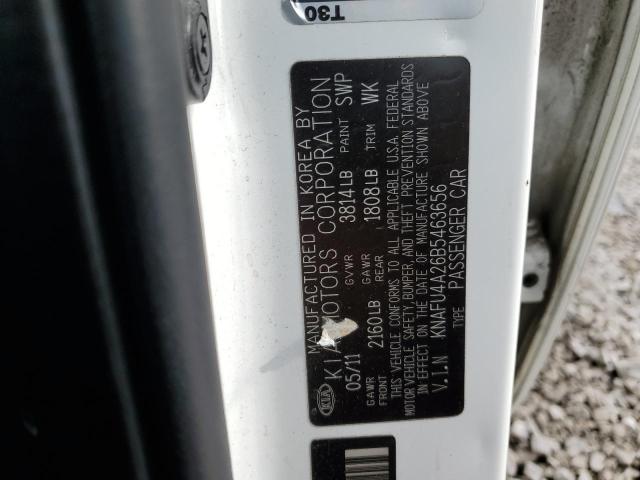 T80
MANUFACTURED IN KOREA BY
KIA MOTORS CORPORATION
05/11 GVWR 3814LB PAINT SWP
GAWR FRONT 2160LB GAWR REAR 1808LB TRIM WK
THIS VEHICLE CONFORMS TO ALL APPLICABLE U.S.A. FEDERAL
MOTOR VEHICLE SAFETY, BUMPER AND THEFT PREVENTION STANDARDS
IN EFFECT ON THE DATE OF MANUFACTURE SHOWN ABOVE
V.I.N KNAFU4A26B5463656
TYPE PASSENGER CAR
KIA